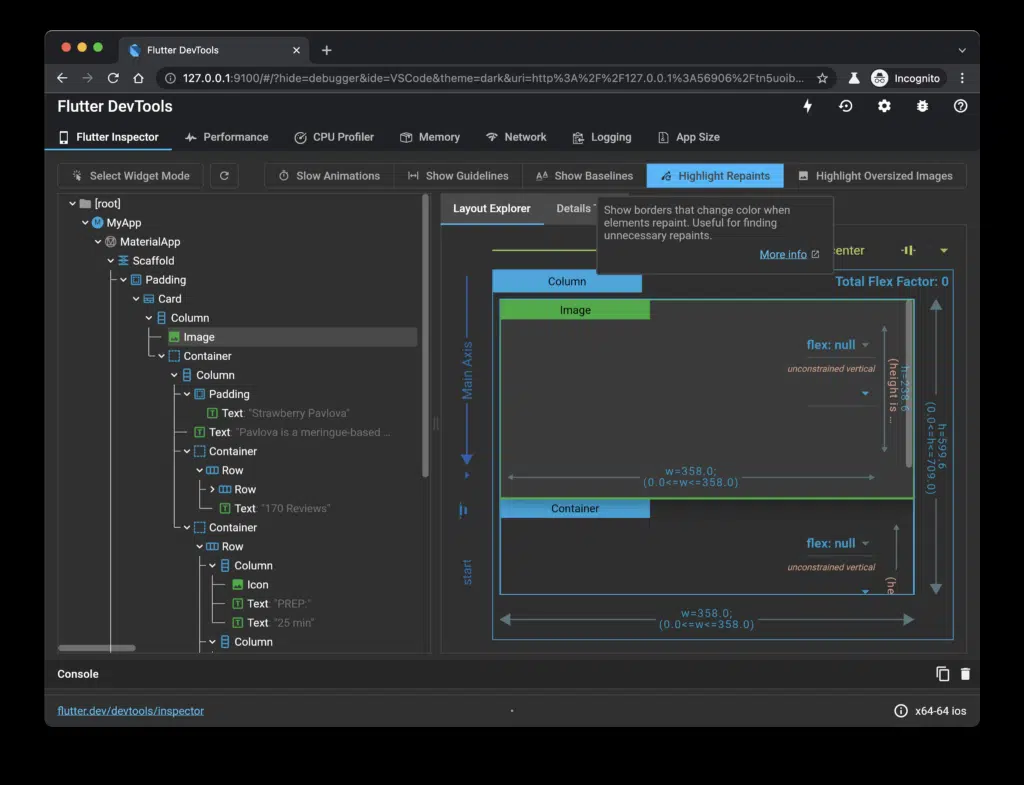 Flutter DevTools
127.0.0.1:9100/#/?hide=debugger&ide=VSCode&theme=dark&uri=http%3A%2F%2F127.0.0.1%3A56906%2Ftn5uoib...
Incognito
Flutter DevTools
Flutter Inspector
Performance
CPU Profiler
Memory
Network
Logging
App Size
Select Widget Mode
Slow Animations
Show Guidelines
Show Baselines
Highlight Repaints
Highlight Oversized Images
[root]
MyApp
MaterialApp
Scaffold
Padding
Card
Column
Image
Container
Column
Padding
Text: "Strawberry Pavlova"
Text: "Pavlova is a meringue-based ...
Container
Row
Row
Text: "170 Reviews"
Container
Row
Column
Icon
Text: "PREP:"
Text: "25 min"
Column
Layout Explorer
Details
Show borders that change color when
elements repaint. Useful for finding
unnecessary repaints.
More info
center
Column
Total Flex Factor: 0
Image
flex: null
unconstrained vertical
Main Axis
start
h=238.6
(height is ...
w=358.0;
(0.0<=w<=358.0)
h=599.6
(0.0<=h<=709.0)
Container
flex: null
unconstrained vertical
(he
w=358.0;
(0.0<=w<=358.0)
Console
flutter.dev/devtools/inspector
x64-64 ios